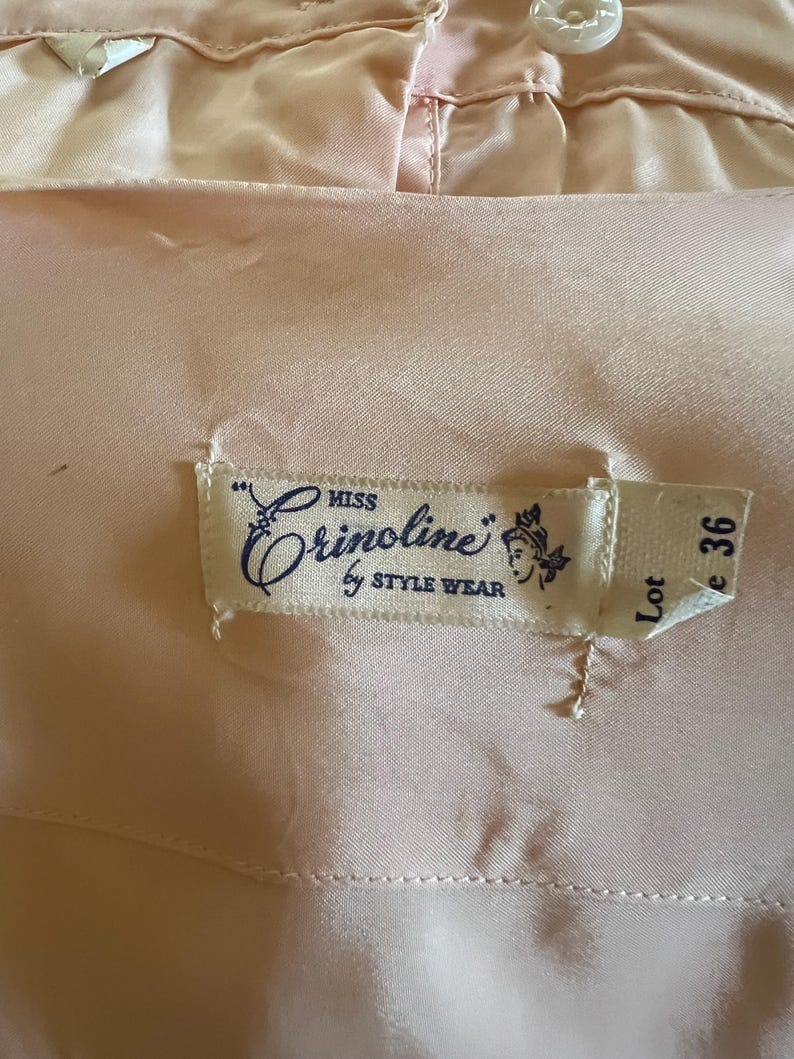 MISS
"Crinoline"
by STYLE WEAR
Lot
e 36